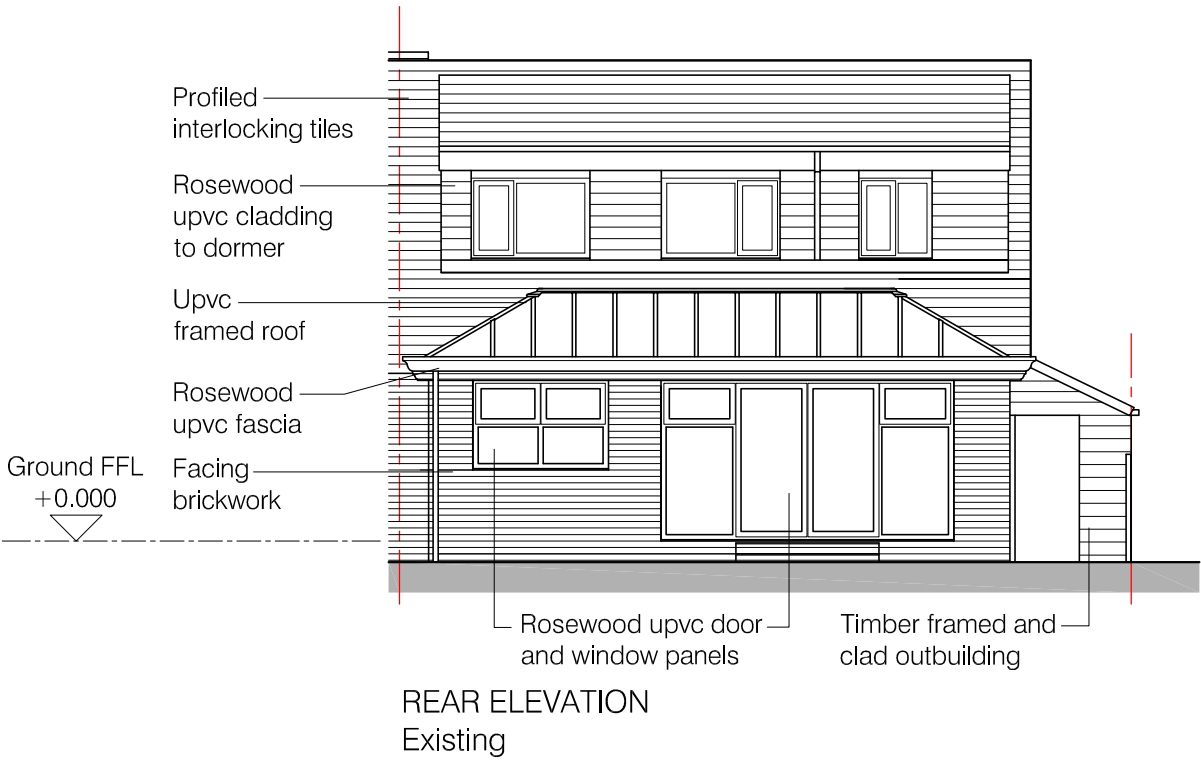 Profiled
interlocking tiles
Rosewood
upvc cladding
to dormer
Upvc
framed roof
Rosewood
upvc fascia
Ground FFL
+0.000
Facing
brickwork
Rosewood upvc door
and window panels
Timber framed and
clad outbuilding
REAR ELEVATION
Existing